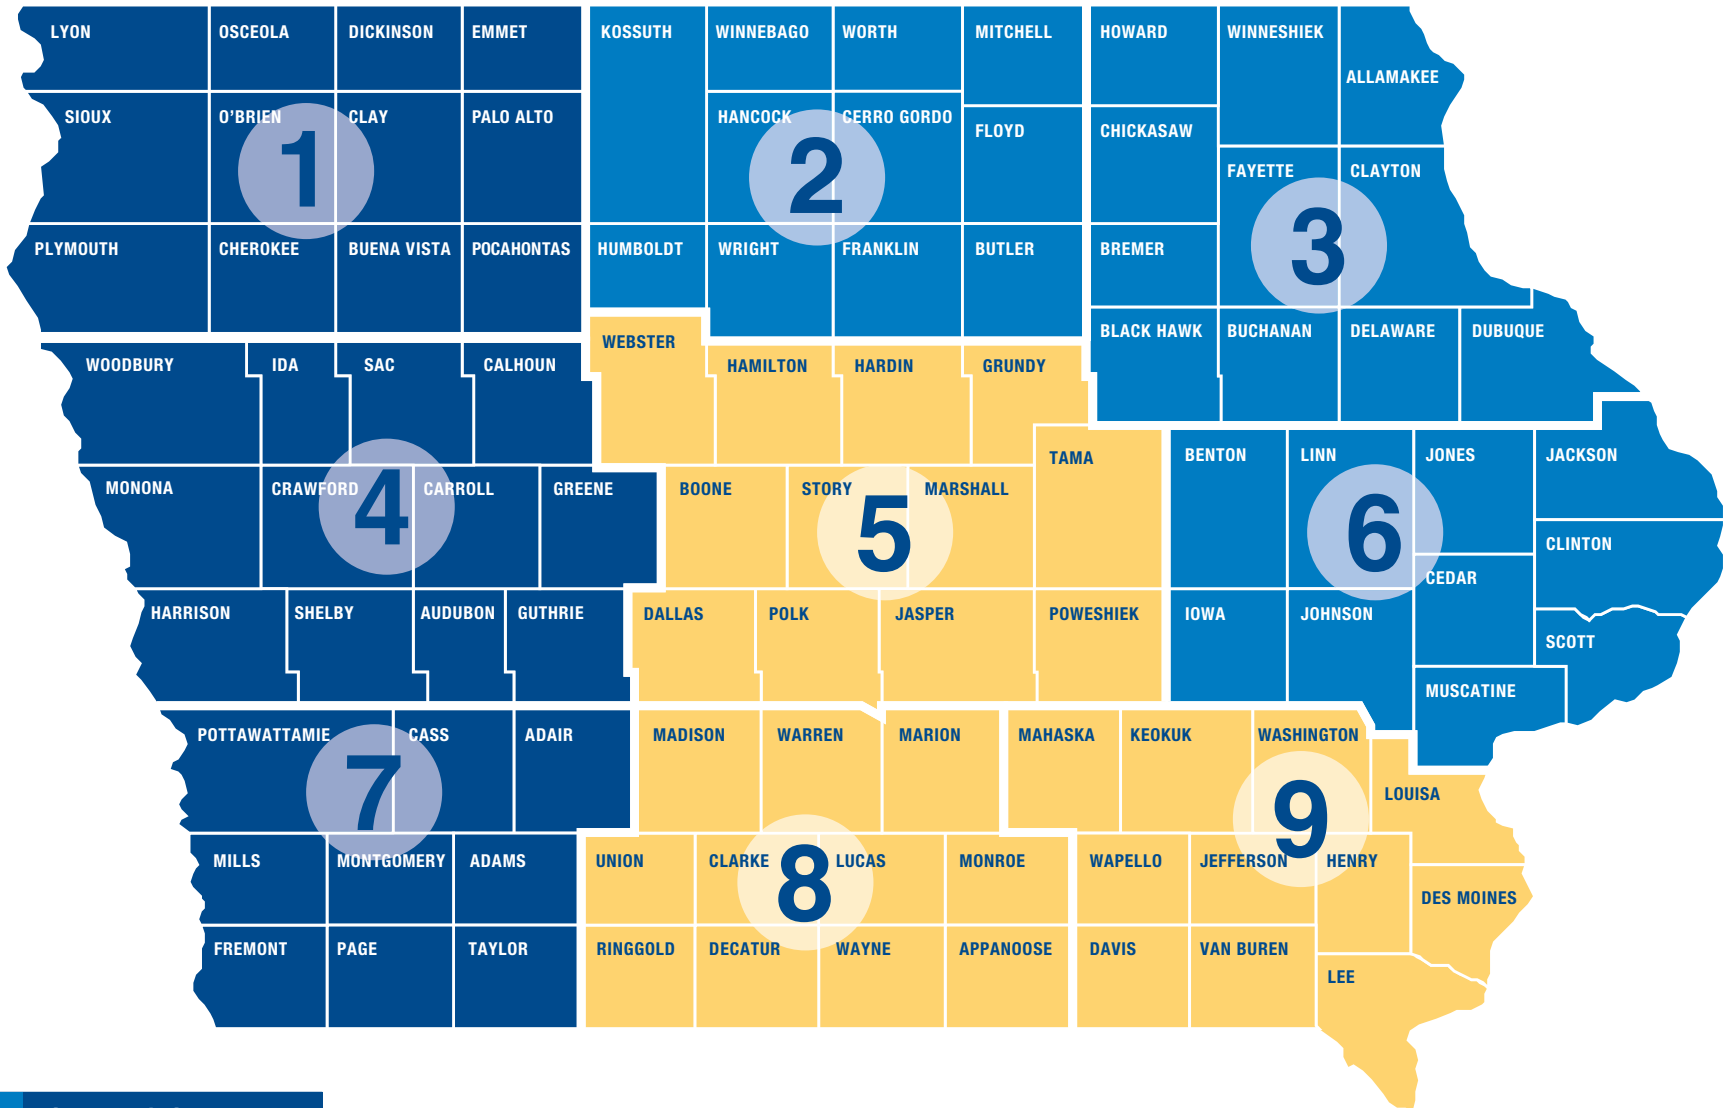 LYON OSCEOLA DICKINSON EMMET KOSSUTH WINNEBAGO WORTH MITCHELL HOWARD WINNESHIEK
ALLAMAKEE
SIOUX O'BRIEN CLAY PALO ALTO HANCOCK CERRO GORDO FLOYD CHICKASAW
1 2 FAYETTE CLAYTON
3
PLYMOUTH CHEROKEE BUENA VISTA POCAHONTAS HUMBOLDT WRIGHT FRANKLIN BUTLER BREMER
WEBSTER BLACK HAWK BUCHANAN DELAWARE DUBUQUE
WOODBURY IDA SAC CALHOUN HAMILTON HARDIN GRUNDY
TAMA BENTON LINN JONES JACKSON
MONONA CRAWFORD CARROLL GREENE BOONE STORY MARSHALL
4 5 6
CLINTON
CEDAR
HARRISON SHELBY AUDUBON GUTHRIE DALLAS POLK JASPER POWESHIEK IOWA JOHNSON
SCOTT
MUSCATINE
POTTAWATTAMIE CASS ADAIR MADISON WARREN MARION MAHASKA KEOKUK WASHINGTON
7 9 LOUISA
MILLS MONTGOMERY ADAMS UNION CLARKE LUCAS MONROE WAPELLO JEFFERSON HENRY
8
DES MOINES
FREMONT PAGE TAYLOR RINGGOLD DECATUR WAYNE APPANOOSE DAVIS VAN BUREN
LEE